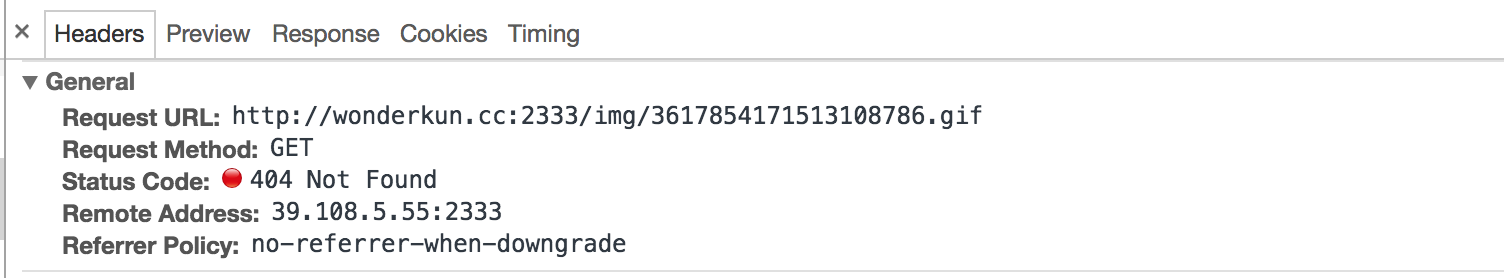 × Headers Preview Response Cookies Timing
▼ General
Request URL: http://wonderkun.cc:2333/img/3617854171513108786.gif
Request Method: GET
Status Code: 404 Not Found
Remote Address: 39.108.5.55:2333
Referrer Policy: no-referrer-when-downgrade